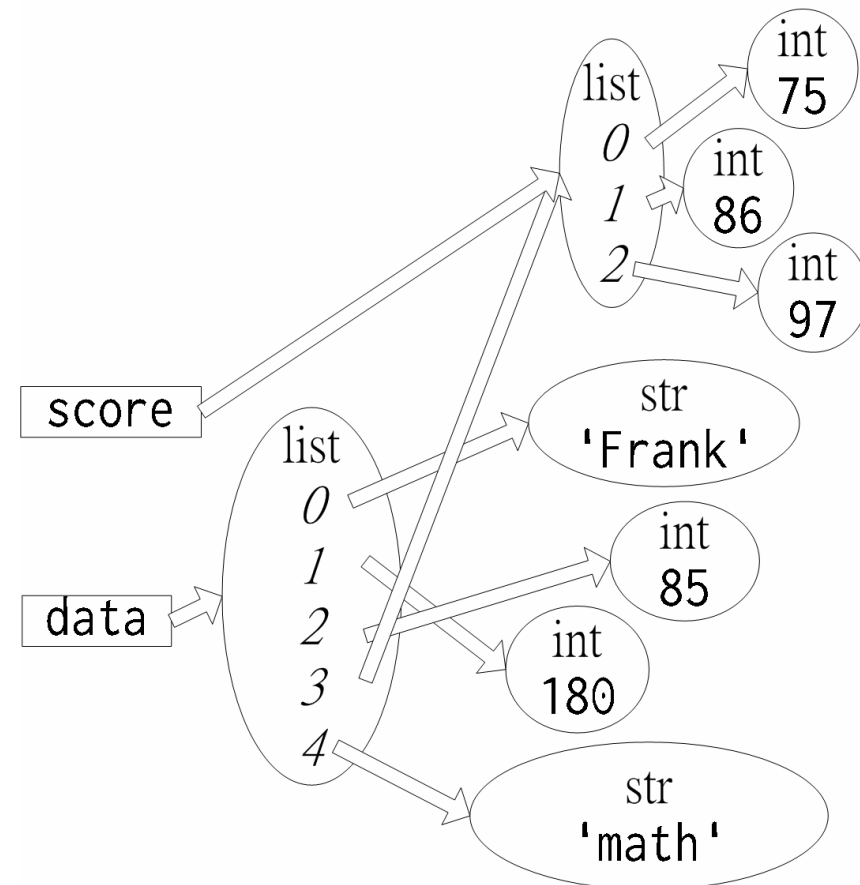 int
75
list
0
1
2
int
86
int
97
score
list
0
1
2
3
4
str
'Frank'
int
85
data
int
180
str
'math'